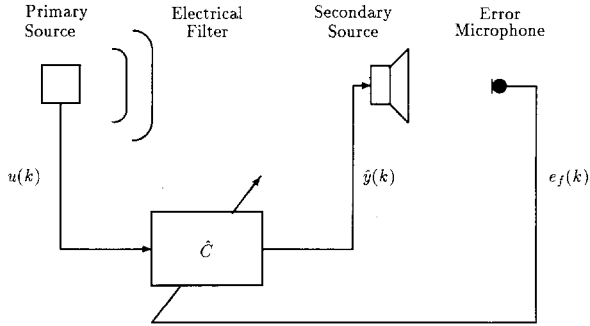 Primary
Source
Electrical
Filter
Secondary
Source
Error
Microphone
u(k)
ŷ(k)
e_f(k)
Ĉ